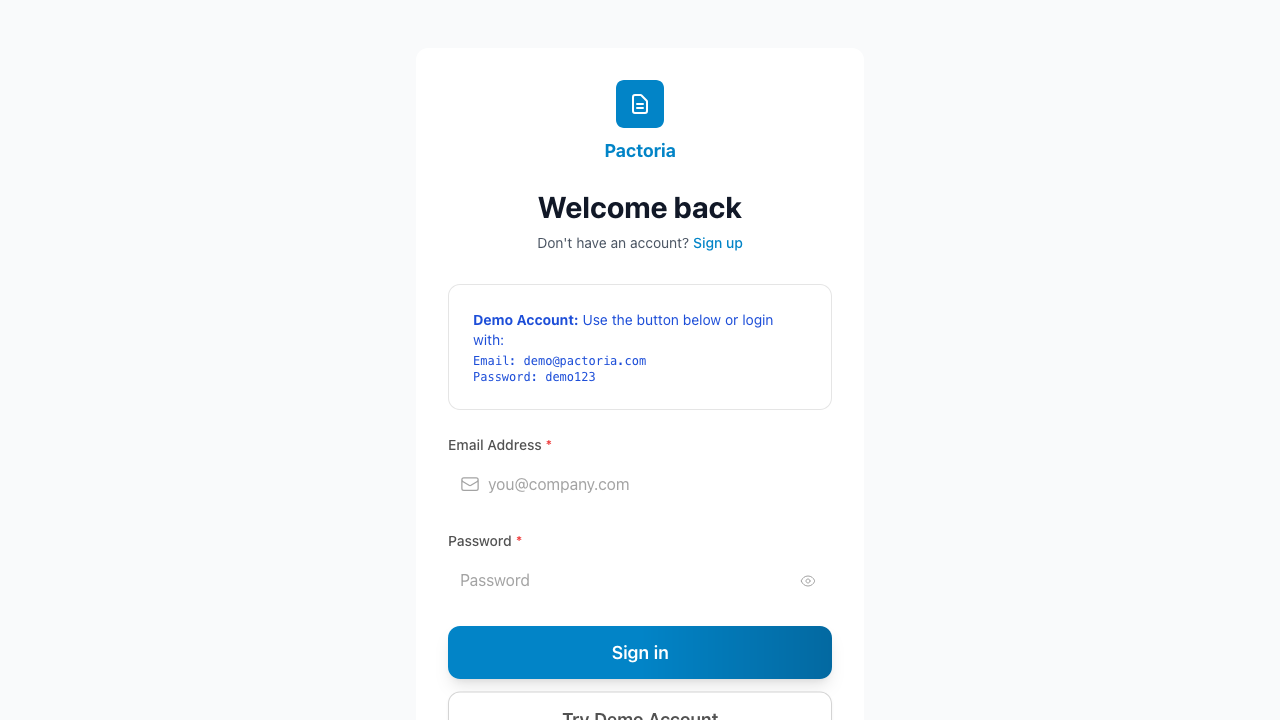 Pactoria
Welcome back
Don't have an account? Sign up
Demo Account: Use the button below or login
with:
Email: demo@pactoria.com
Password: demo123
Email Address *
you@company.com
Password *
Password
Sign in
Try Demo Account